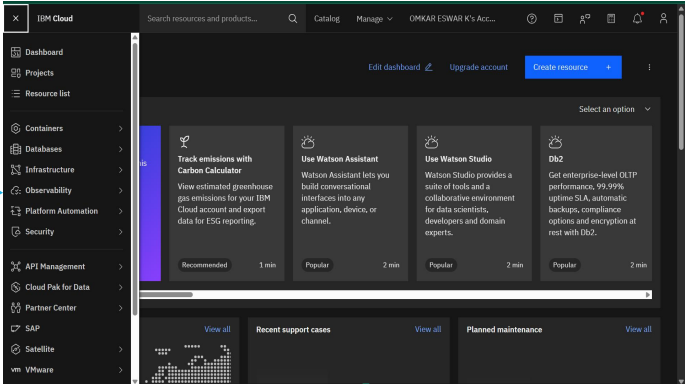 IBM Cloud
Search resources and products...
Catalog
Manage
OMKAR ESWAR K's Acc...
Dashboard
Projects
Resource list
Containers
Databases
Infrastructure
Observability
Platform Automation
Security
API Management
Cloud Pak for Data
Partner Center
SAP
Satellite
vm VMware
Edit dashboard
Upgrade account
Create resource +
Select an option
is
Track emissions with
Carbon Calculator
View estimated greenhouse
gas emissions for your IBM
Cloud account and export
data for ESG reporting.
Recommended
1 min
Use Watson Assistant
Watson Assistant lets you
build conversational
interfaces into any
application, device, or
channel.
Popular
2 min
Use Watson Studio
Watson Studio provides a
suite of tools and a
collaborative environment
for data scientists,
developers and domain
experts.
Popular
2 min
Db2
Get enterprise-level OLTP
performance, 99.99%
uptime SLA, automatic
backups, compliance
options and encryption at
rest with Db2.
Popular
2 min
View all
Recent support cases
View all
Planned maintenance
View all